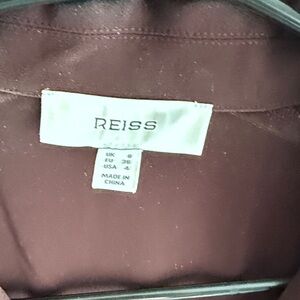 REISS
UK 8
EU 36
USA 4
MADE IN
CHINA